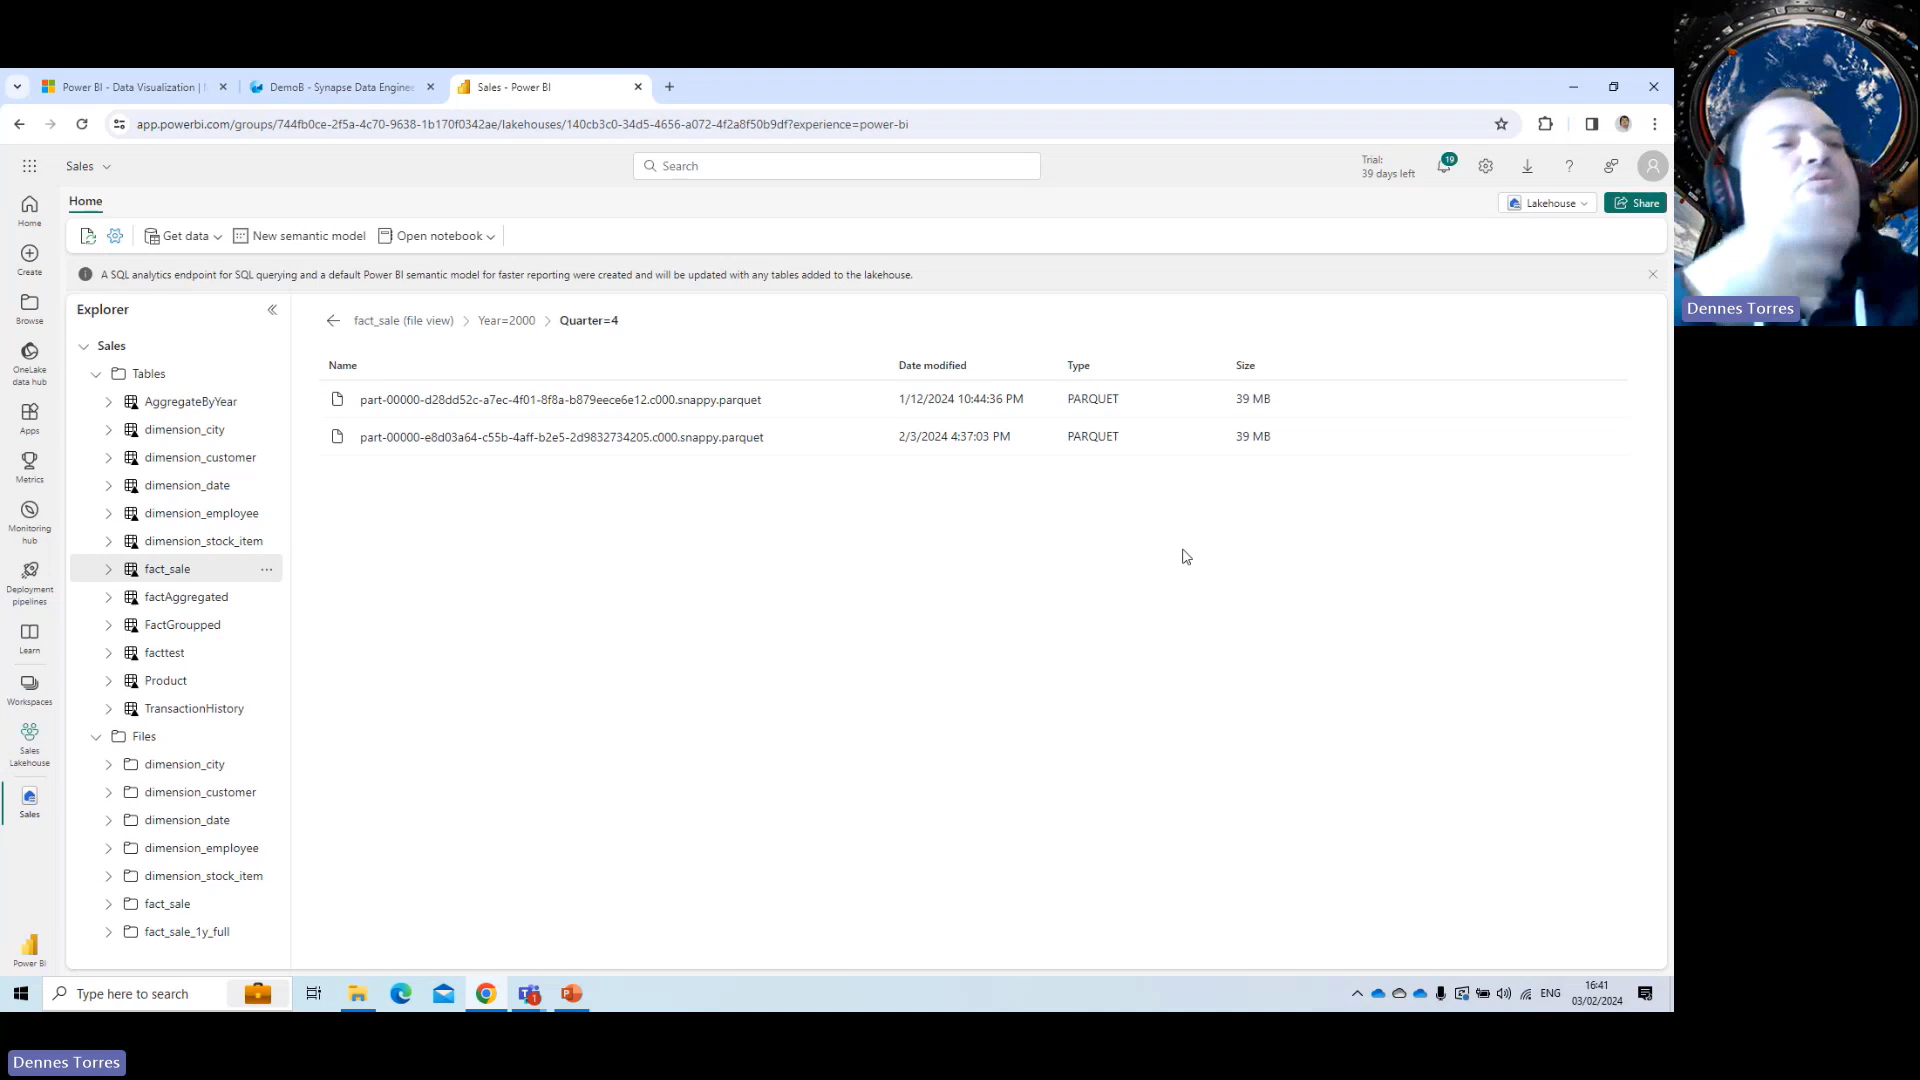 Power BI - Data Visualization | 
DemoB - Synapse Data Enginee
Sales - Power BI
app.powerbi.com/groups/744fb0ce-2f5a-4c70-9638-1b170f0342ae/lakehouses/140cb3c0-34d5-4656-a072-4f2a8f50b9df?experience=power-bi
Sales
Search
Trial:
39 days left
19
Home
Lakehouse
Share
Get data
New semantic model
Open notebook
A SQL analytics endpoint for SQL querying and a default Power BI semantic model for faster reporting were created and will be updated with any tables added to the lakehouse.
Home
Create
Browse
OneLake
data hub
Apps
Metrics
Monitoring
hub
Deployment
pipelines
Learn
Workspaces
Sales
Lakehouse
Sales
Power BI
Explorer
Sales
Tables
AggregateByYear
dimension_city
dimension_customer
dimension_date
dimension_employee
dimension_stock_item
fact_sale
factAggregated
FactGroupped
facttest
Product
TransactionHistory
Files
dimension_city
dimension_customer
dimension_date
dimension_employee
dimension_stock_item
fact_sale
fact_sale_1y_full
fact_sale (file view) > Year=2000 > Quarter=4
Name Date modified Type Size
part-00000-d28dd52c-a7ec-4f01-8f8a-b879eece6e12.c000.snappy.parquet 1/12/2024 10:44:36 PM PARQUET 39 MB
part-00000-e8d03a64-c55b-4aff-b2e5-2d9832734205.c000.snappy.parquet 2/3/2024 4:37:03 PM PARQUET 39 MB
Dennes Torres
Type here to search
ENG
16:41
03/02/2024
Dennes Torres